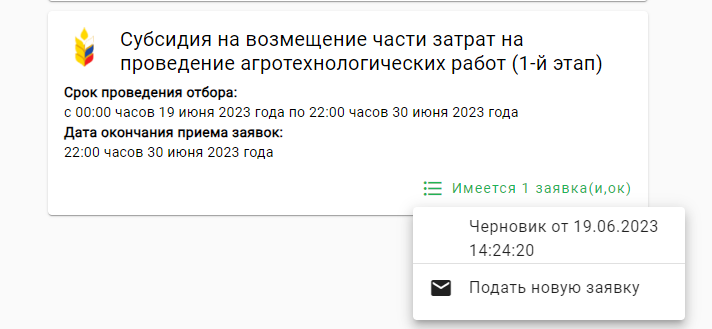 Субсидия на возмещение части затрат на
проведение агротехнологических работ (1-й этап)
Срок проведения отбора:
с 00:00 часов 19 июня 2023 года по 22:00 часов 30 июня 2023 года
Дата окончания приема заявок:
22:00 часов 30 июня 2023 года
Имеется 1 заявка(и,ок)
Черновик от 19.06.2023
14:24:20
Подать новую заявку